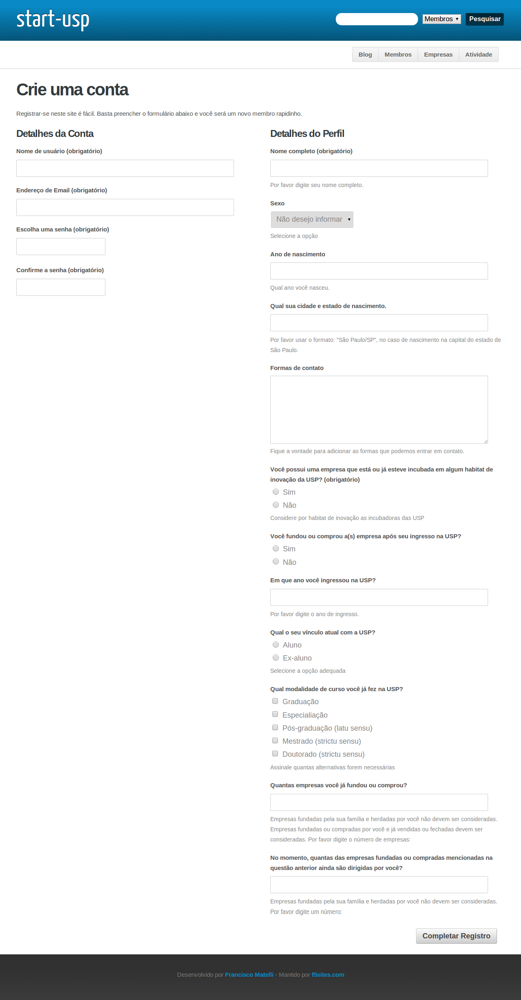 start-usp
Membros
Pesquisar
Blog
Membros
Empresas
Atividade
Crie uma conta
Registrar-se neste site é fácil. Basta preencher o formulário abaixo e você será um novo membro rapidinho.
Detalhes da Conta
Nome de usuário (obrigatório)
Endereço de Email (obrigatório)
Escolha uma senha (obrigatório)
Confirme a senha (obrigatório)
Detalhes do Perfil
Nome completo (obrigatório)
Por favor digite seu nome completo.
Sexo
Não desejo informar
Selecione a opção
Ano de nascimento
Qual ano você nasceu.
Qual sua cidade e estado de nascimento.
Por favor usar o formato: "São Paulo/SP", no caso de nascimento na capital do estado de
São Paulo.
Formas de contato
Fique a vontade para adicionar as formas que podemos entrar em contato.
Você possui uma empresa que está ou já esteve incubada em algum habitat de
inovação da USP? (obrigatório)
Sim
Não
Considere por habitat de inovação as incubadoras das USP
Você fundou ou comprou a(s) empresa após seu ingresso na USP?
Sim
Não
Em que ano você ingressou na USP?
Por favor digite o ano de ingresso.
Qual o seu vínculo atual com a USP?
Aluno
Ex-aluno
Selecione a opção adequada
Qual modalidade de curso você já fez na USP?
Graduação
Especialiação
Pós-graduação (latu sensu)
Mestrado (strictu sensu)
Doutorado (strictu sensu)
Assinale quantas alternativas forem necessárias
Quantas empresas você já fundou ou comprou?
Empresas fundadas pela sua família e herdadas por você não devem ser consideradas.
Empresas fundadas ou compradas por você e já vendidas ou fechadas devem ser
consideradas. Por favor digite o número de empresas:
No momento, quantas das empresas fundadas ou compradas mencionadas na
questão anterior ainda são dirigidas por você?
Empresas fundadas pela sua família e herdadas por você não devem ser consideradas.
Por favor digite um número:
Completar Registro
Desenvolvido por Francisco Matelli - Mantido por f5sites.com